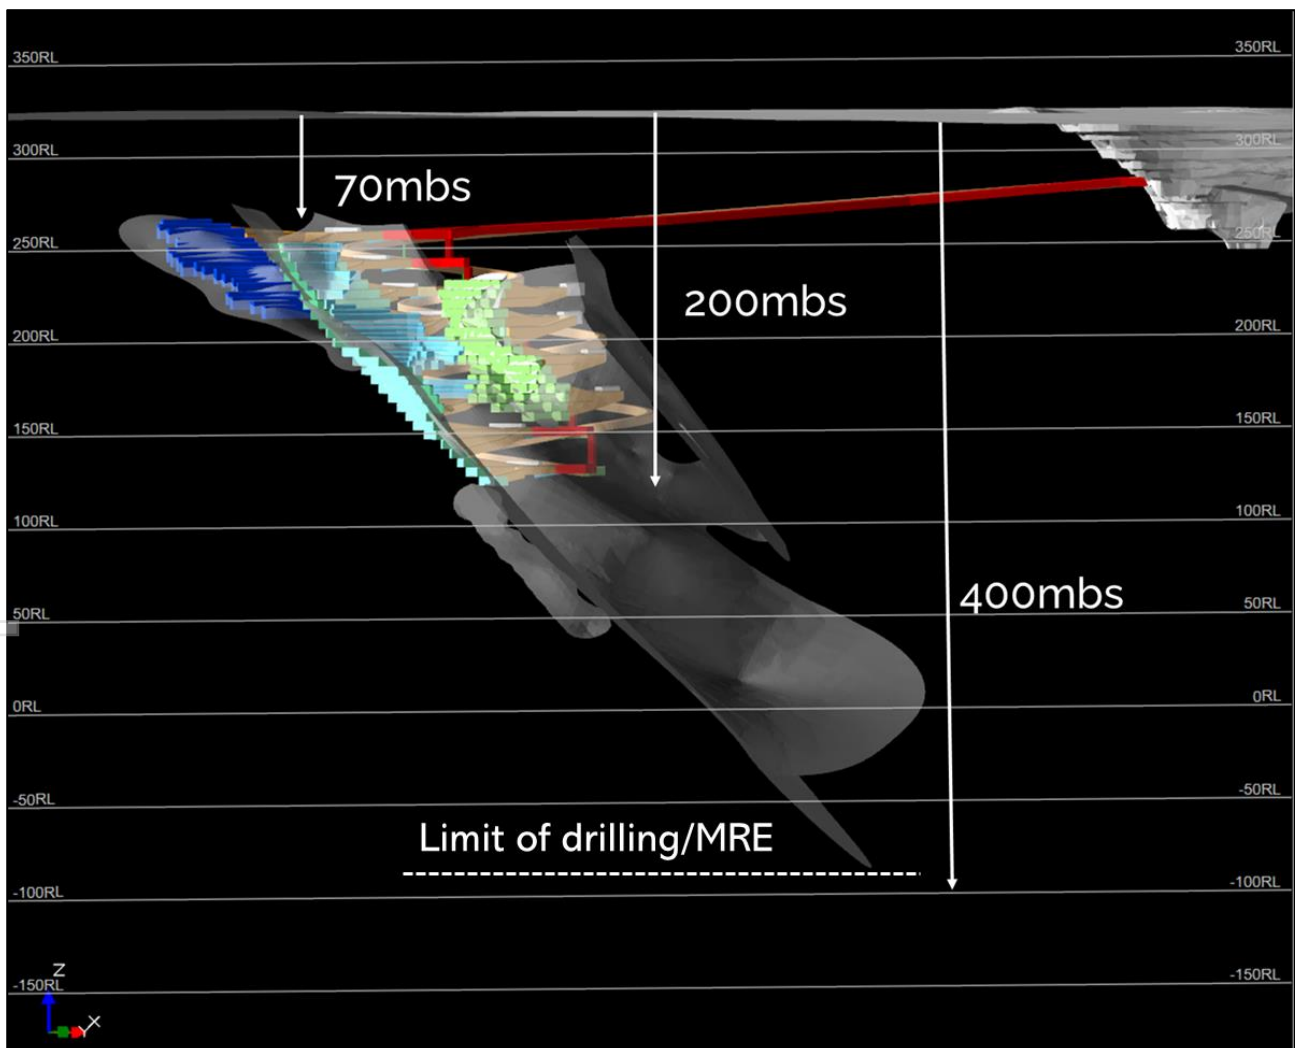 350RL 350RL
300RL 300RL
70mbs
250RL 250RL
200mbs
200RL 200RL
150RL 150RL
100RL 100RL
400mbs
50RL 50RL
0RL 0RL
-50RL -50RL
Limit of drilling/MRE
-100RL -100RL
-150RL -150RL
Z
Y X